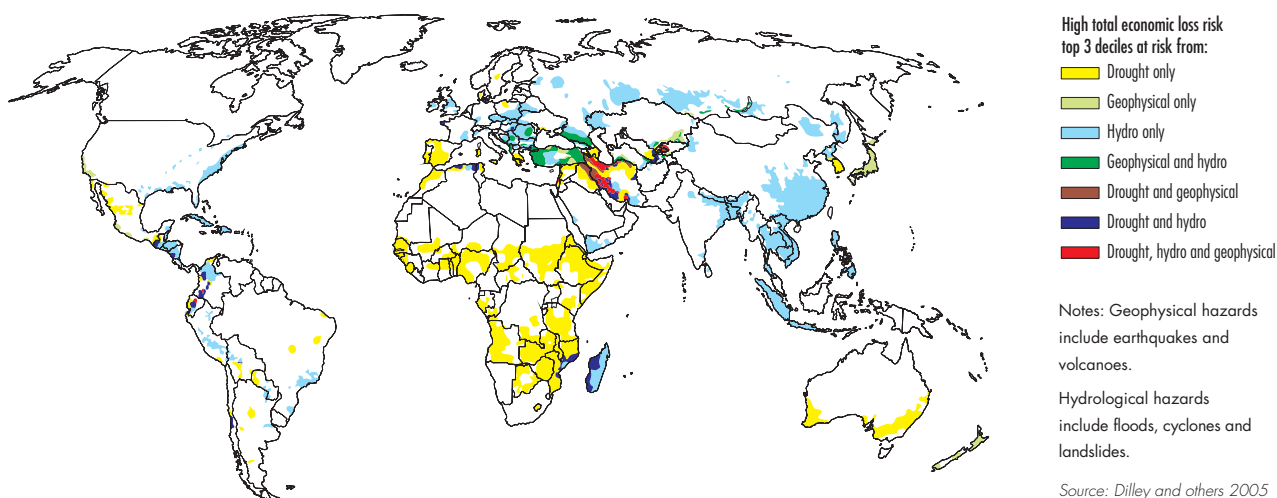 High total economic loss risk
top 3 deciles at risk from:
Drought only
Geophysical only
Hydro only
Geophysical and hydro
Drought and geophysical
Drought and hydro
Drought, hydro and geophysical
Notes: Geophysical hazards
include earthquakes and
volcanoes.
Hydrological hazards
include floods, cyclones and
landslides.
Source: Dilley and others 2005